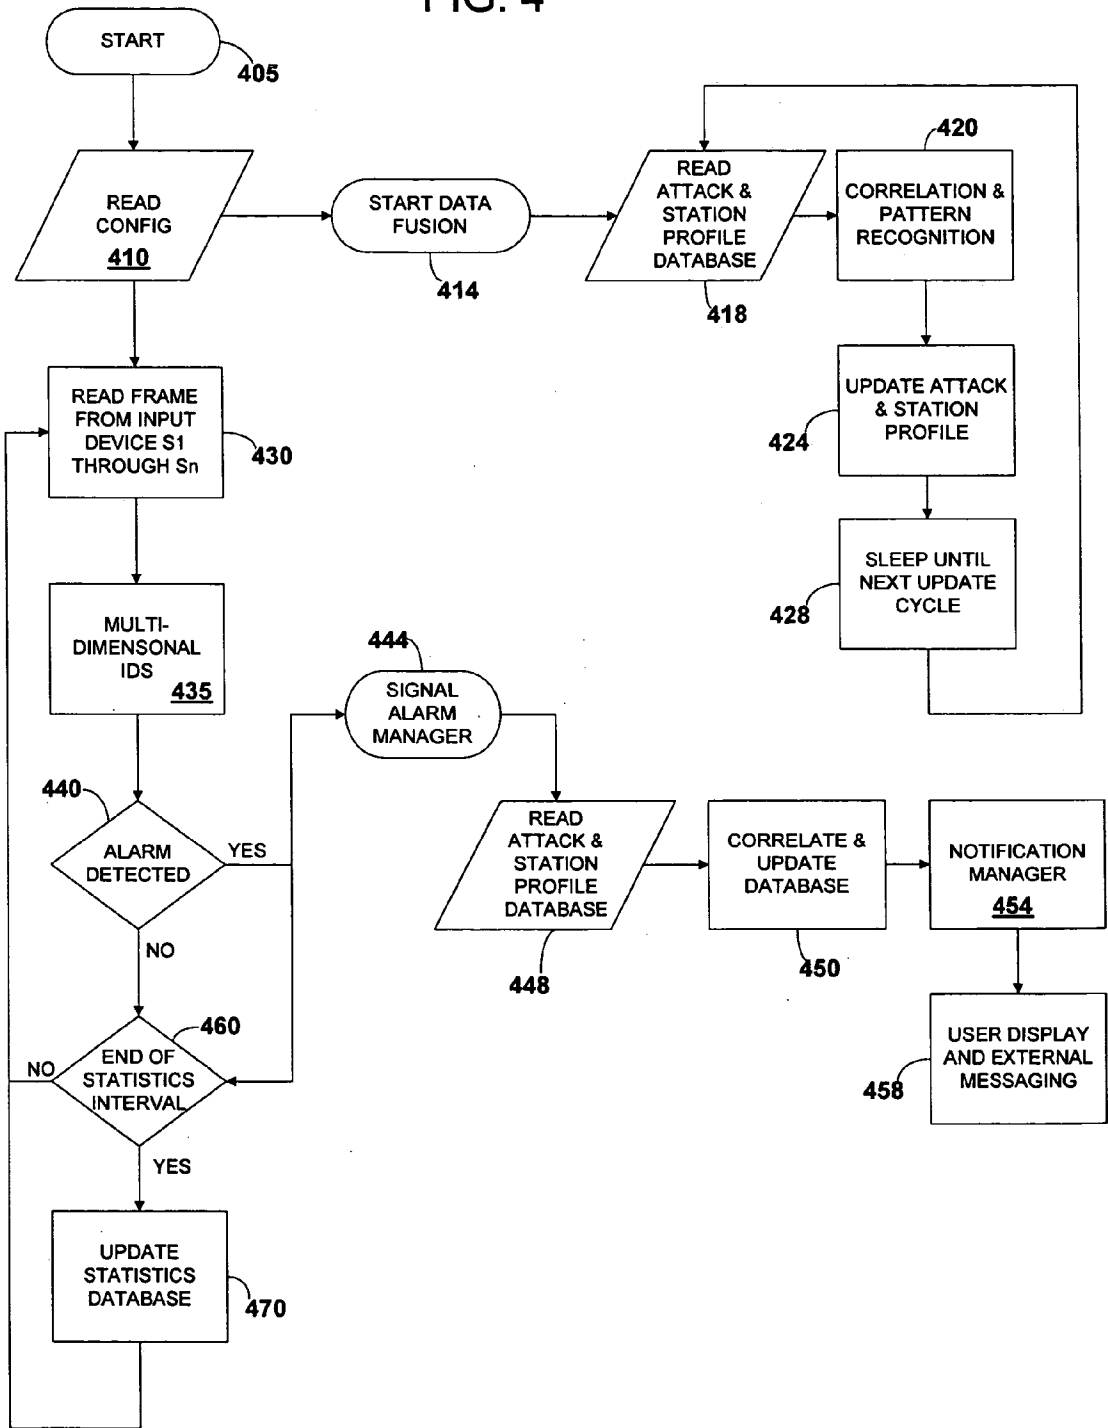 FIG. 4
START
405
READ
CONFIG
410
START DATA
FUSION
414
READ
ATTACK &
STATION
PROFILE
DATABASE
418
420
CORRELATION &
PATTERN
RECOGNITION
UPDATE ATTACK
& STATION
PROFILE
424
SLEEP UNTIL
NEXT UPDATE
CYCLE
428
READ FRAME
FROM INPUT
DEVICE S1
THROUGH Sn
430
MULTI-
DIMENSONAL
IDS
435
440
ALARM
DETECTED
YES
NO
444
SIGNAL
ALARM
MANAGER
READ
ATTACK &
STATION
PROFILE
DATABASE
448
CORRELATE &
UPDATE
DATABASE
450
NOTIFICATION
MANAGER
454
USER DISPLAY
AND EXTERNAL
MESSAGING
458
460
END OF
STATISTICS
INTERVAL
NO
YES
UPDATE
STATISTICS
DATABASE
470